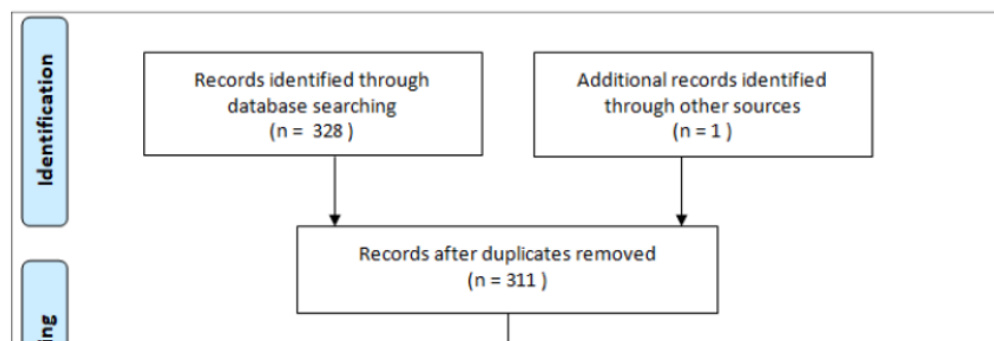 Identification
Records identified through
database searching
(n = 328 )
Additional records identified
through other sources
(n = 1 )
Records after duplicates removed
(n = 311 )
ing